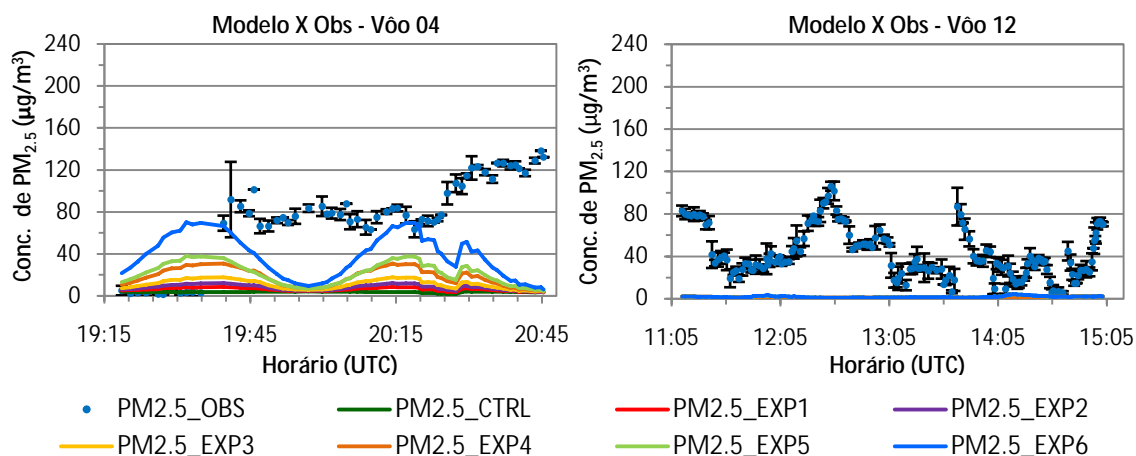 Modelo X Obs - Vôo 04
Conc. de PM2.5 (µg/m³)
240
200
160
120
80
40
0
19:15 19:45 20:15 20:45
Horário (UTC)
Modelo X Obs - Vôo 12
Conc. de PM2.5 (µg/m³)
240
200
160
120
80
40
0
11:05 12:05 13:05 14:05 15:05
Horário (UTC)
PM2.5_OBS PM2.5_CTRL PM2.5_EXP1 PM2.5_EXP2
PM2.5_EXP3 PM2.5_EXP4 PM2.5_EXP5 PM2.5_EXP6